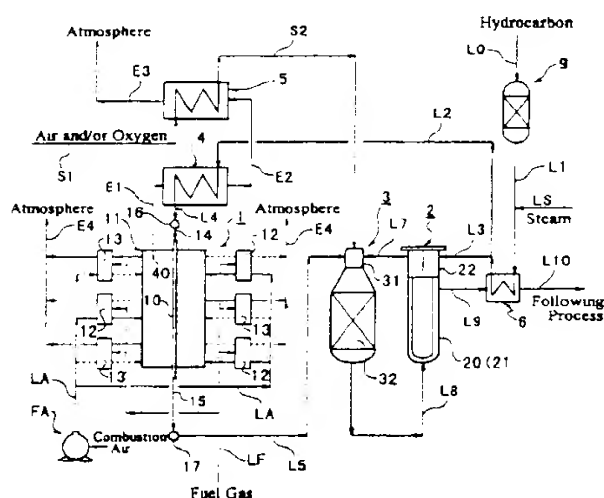 Hydrocarbon
L0
9
Atmosphere
S2
E3
5
L2
Air and/or Oxygen
4
S1
E2
L1
E1
L4
LS
Steam
16
Atmosphere
11
1
Atmosphere
3
L7
2
L3
E4
13
14
12
E4
40
31
22
L10
10
L9
6
Following
Process
12
13
32
20 (21
13
12
LA
LA
15
L8
FA
Combustion
Air
17
LF
L5
Fuel Gas